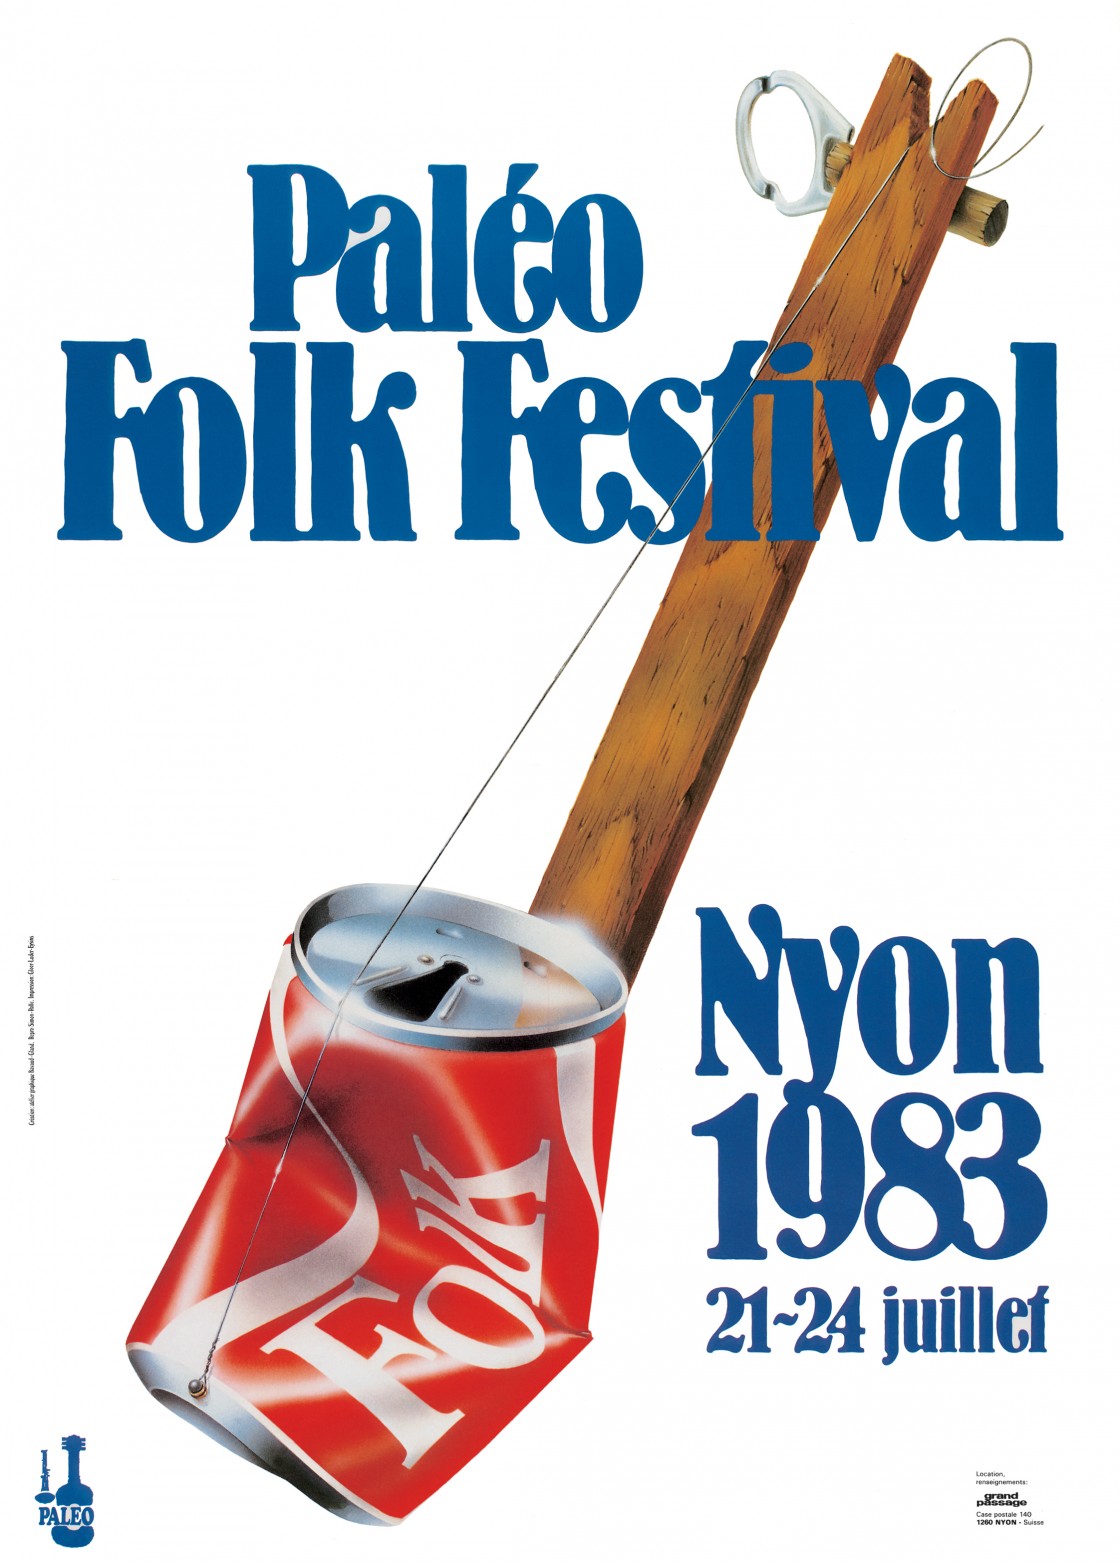 Paléo
Folk Festival
Nyon
1983
21~24 juillet
FOLK
PALÉO
Location,
renseignements:
grand
passage
Case postale 140
1260 NYON - Suisse